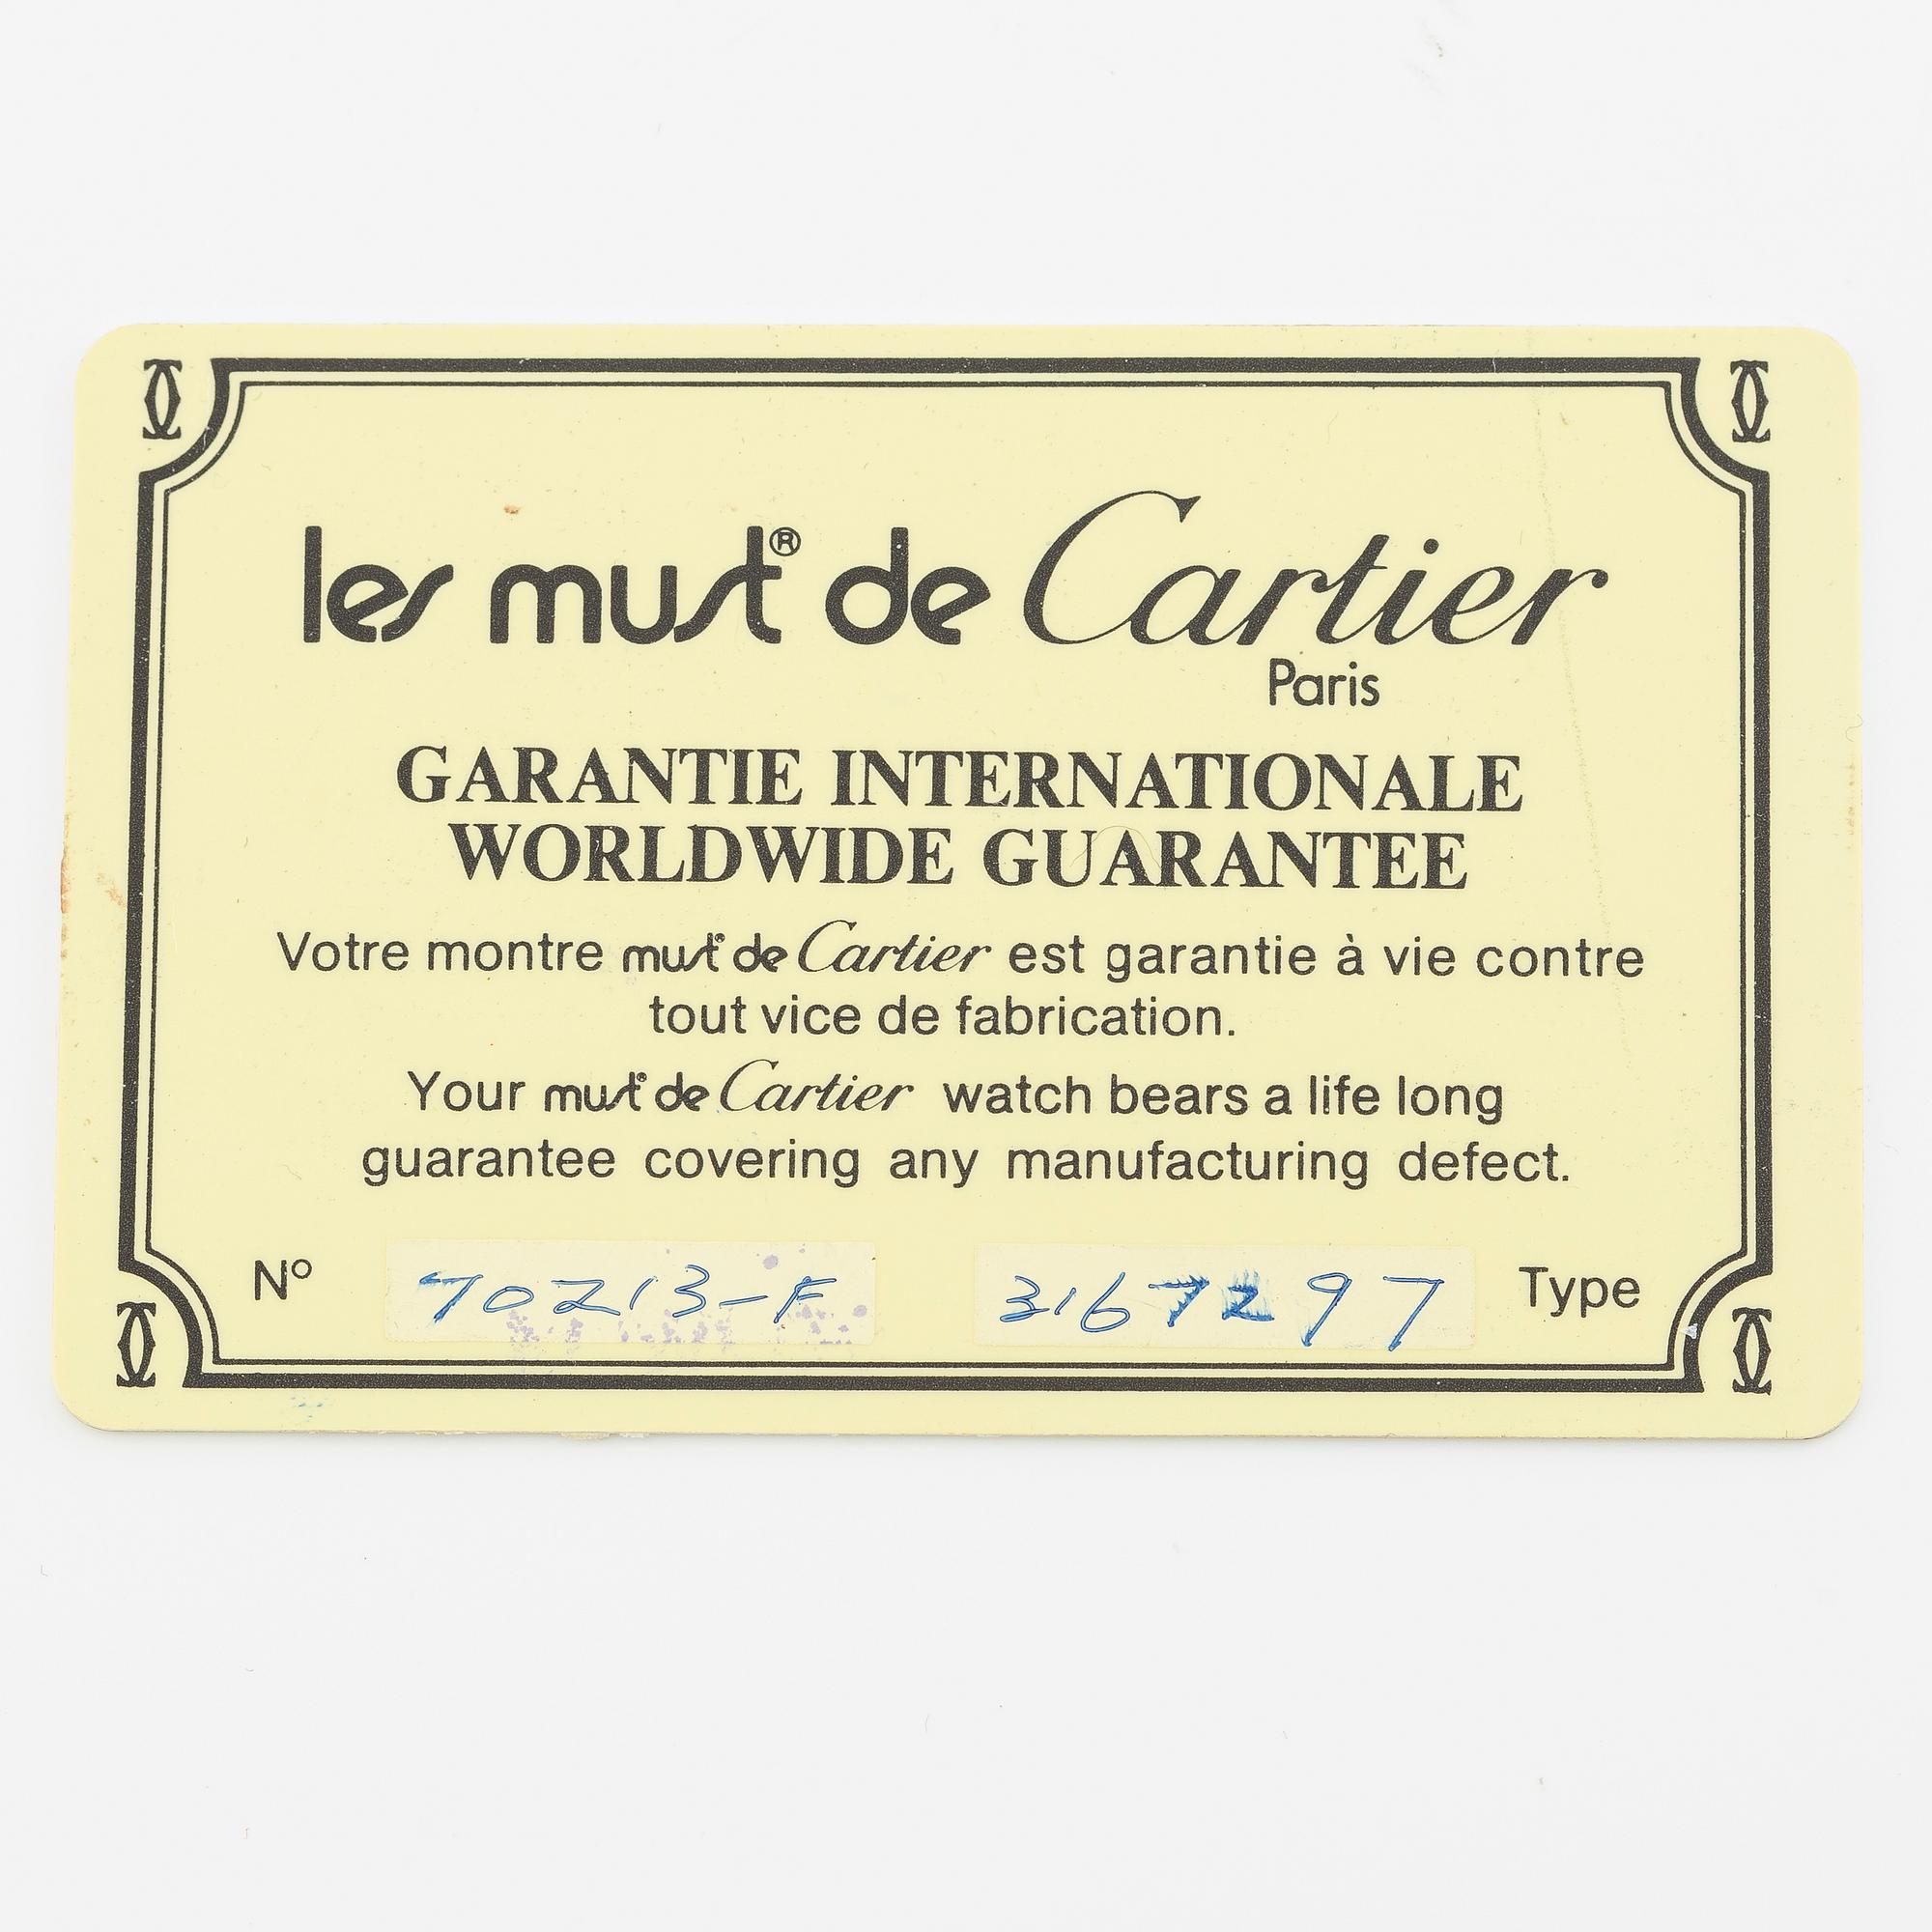 les must® de Cartier
Paris
GARANTIE INTERNATIONALE
WORLDWIDE GUARANTEE
Votre montre must de Cartier est garantie à vie contre
tout vice de fabrication.
Your must de Cartier watch bears a life long
guarantee covering any manufacturing defect.
N° 70213-F 3167297 Type